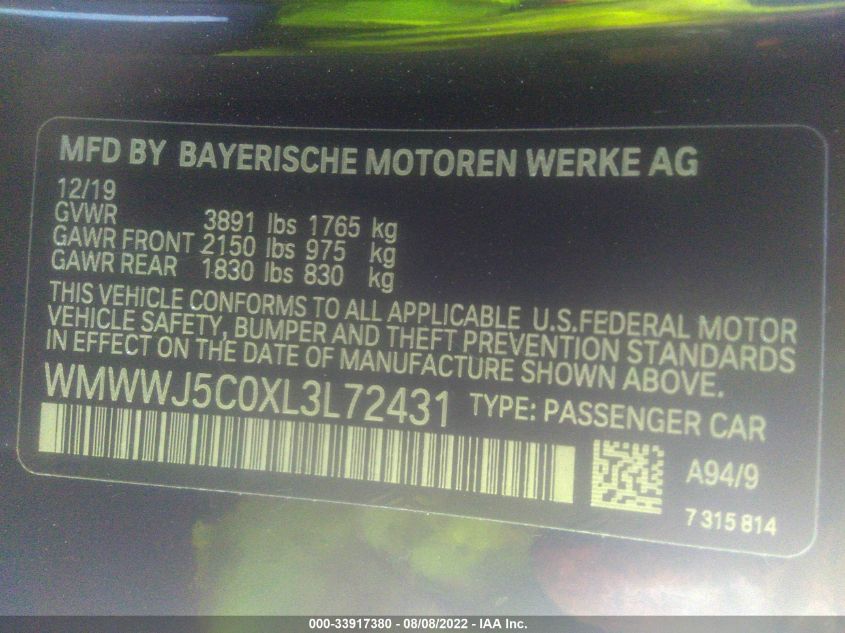 MFD BY BAYERISCHE MOTOREN WERKE AG
12/19
GVWR 3891 lbs 1765 kg
GAWR FRONT 2150 lbs 975 kg
GAWR REAR 1830 lbs 830 kg
THIS VEHICLE CONFORMS TO ALL APPLICABLE U.S.FEDERAL MOTOR
VEHICLE SAFETY, BUMPER AND THEFT PREVENTION STANDARDS
IN EFFECT ON THE DATE OF MANUFACTURE SHOWN ABOVE.
WMWWJ5C0XL3L72431 TYPE: PASSENGER CAR
A94/9
7 315 814
000-33917380 - 08/08/2022 - IAA Inc.